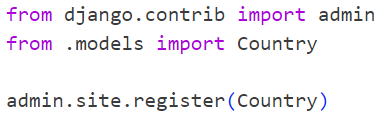 from django.contrib import admin
from .models import Country
admin.site.register(Country)